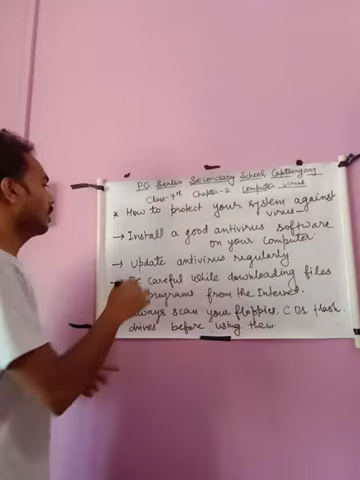 PG Senior Secondary School Captanganj
Class-7th Chapter-2 Computer Virus
* How to protect your system against
virus
→ Install a good antivirus software
on your computer.
→ Update antivirus regularly
→ Be careful while downloading files
programs from the Internet.
always scan your floppies, CDs flash
drives before using them.